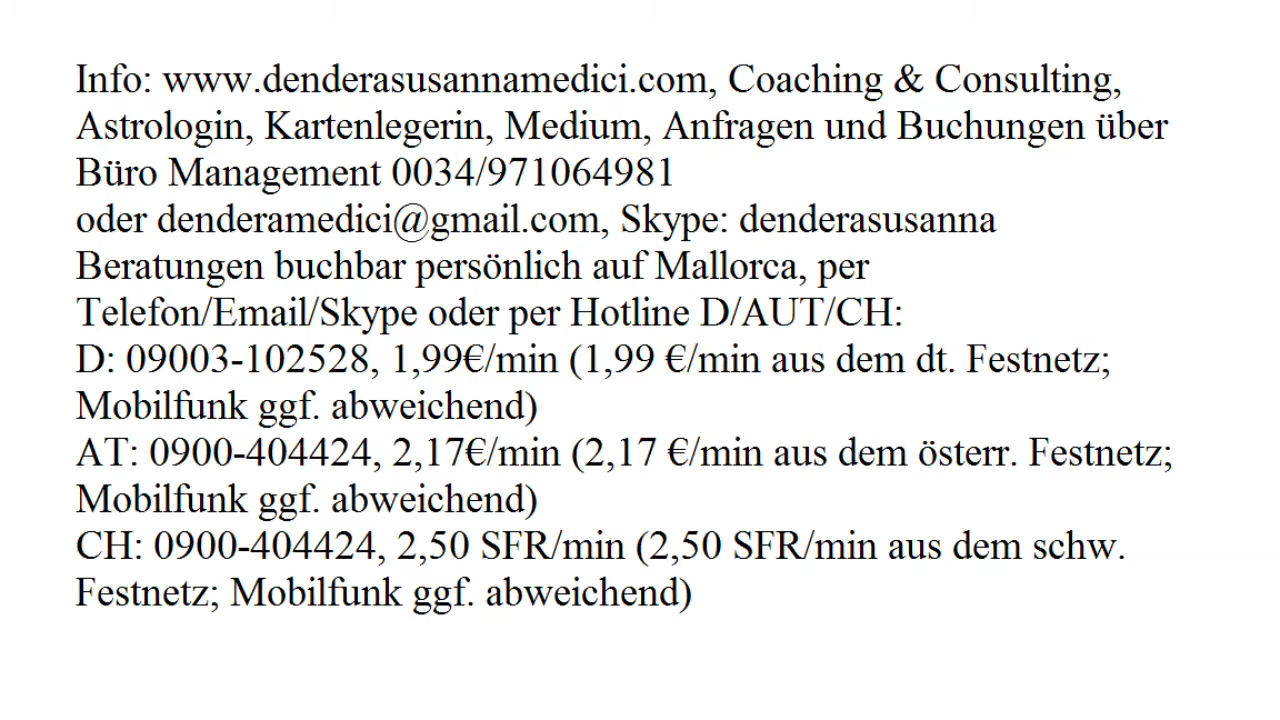 Info: www.denderasusannamedici.com, Coaching & Consulting,
Astrologin, Kartenlegerin, Medium, Anfragen und Buchungen über
Büro Management 0034/971064981
oder denderamedici@gmail.com, Skype: denderasusanna
Beratungen buchbar persönlich auf Mallorca, per
Telefon/Email/Skype oder per Hotline D/AUT/CH:
D: 09003-102528, 1,99€/min (1,99 €/min aus dem dt. Festnetz;
Mobilfunk ggf. abweichend)
AT: 0900-404424, 2,17€/min (2,17 €/min aus dem österr. Festnetz;
Mobilfunk ggf. abweichend)
CH: 0900-404424, 2,50 SFR/min (2,50 SFR/min aus dem schw.
Festnetz; Mobilfunk ggf. abweichend)